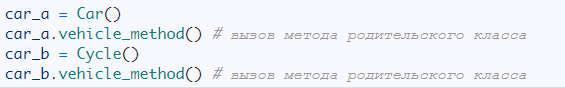 car_a = Car()
car_a.vehicle_method() # вызов метода родительского класса
car_b = Cycle()
car_b.vehicle_method() # вызов метода родительского класса